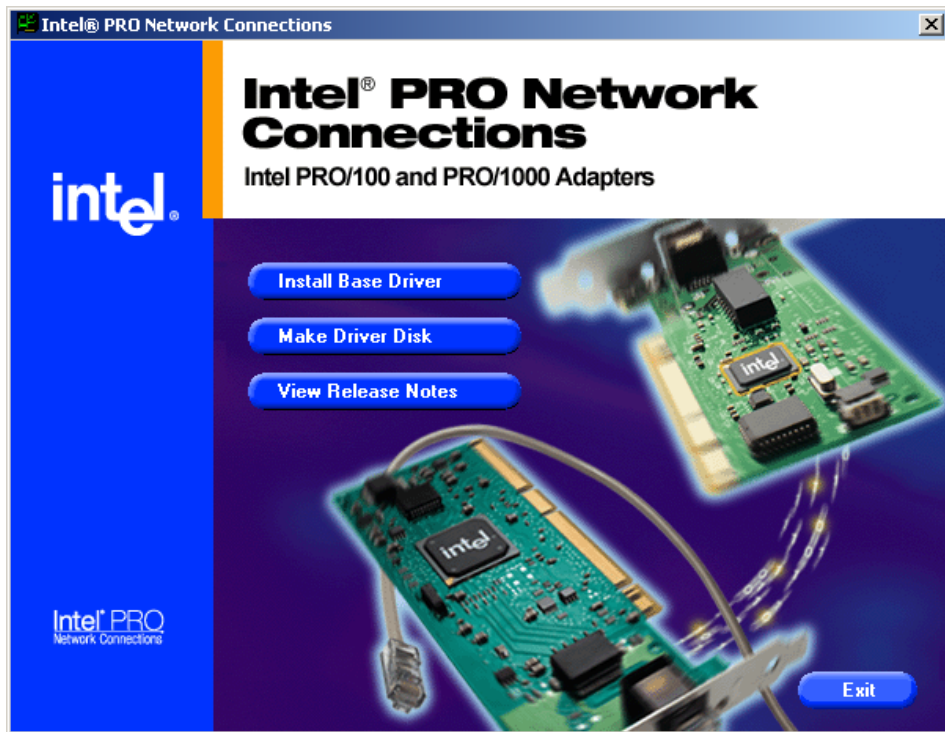 Intel® PRO Network Connections
Intel® PRO Network
Connections
Intel PRO/100 and PRO/1000 Adapters
intel®
Install Base Driver
Make Driver Disk
View Release Notes
intel
intel
Intel® PRO
Network Connections
Exit